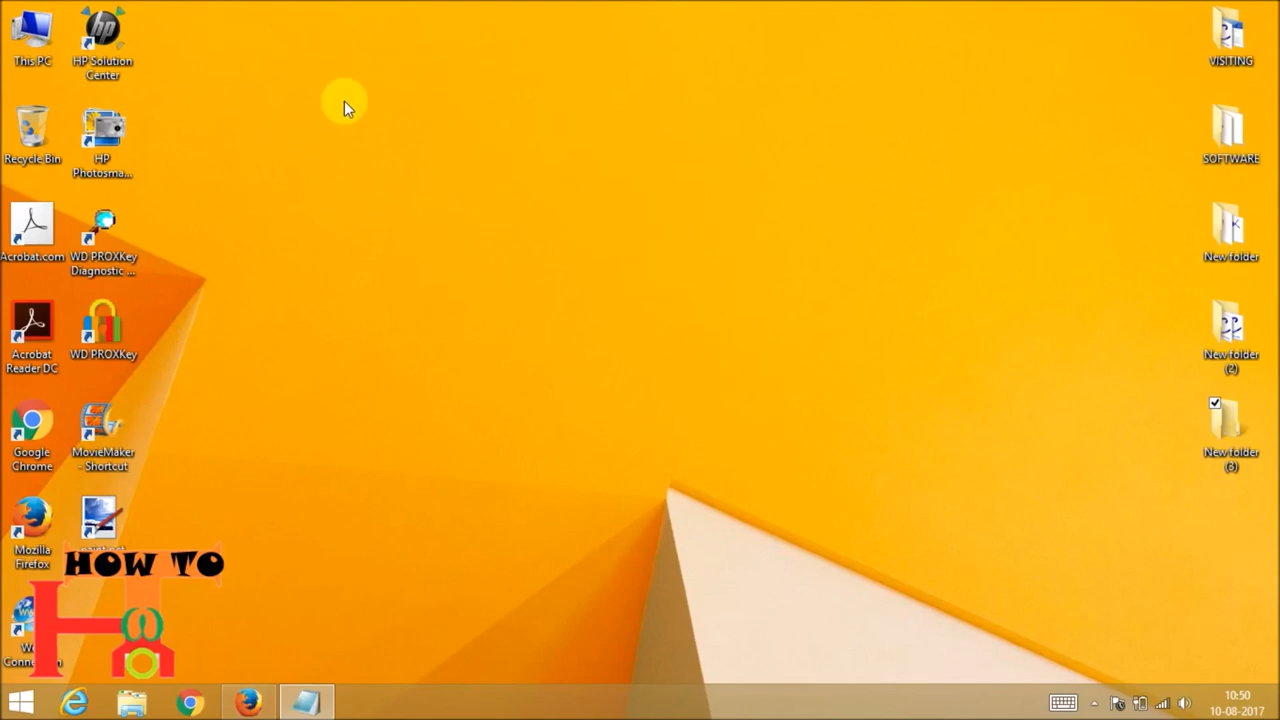 This PC
HP Solution
Center
VISITING
Recycle Bin
HP
Photosma...
SOFTWARE
Acrobat.com
WD PROXKey
Diagnostic ...
New folder
Acrobat
Reader DC
WD PROXKey
New folder
(2)
Google
Chrome
MovieMaker
- Shortcut
New folder
(3)
Mozilla
Firefox
HOW TO
10:50
10-08-2017